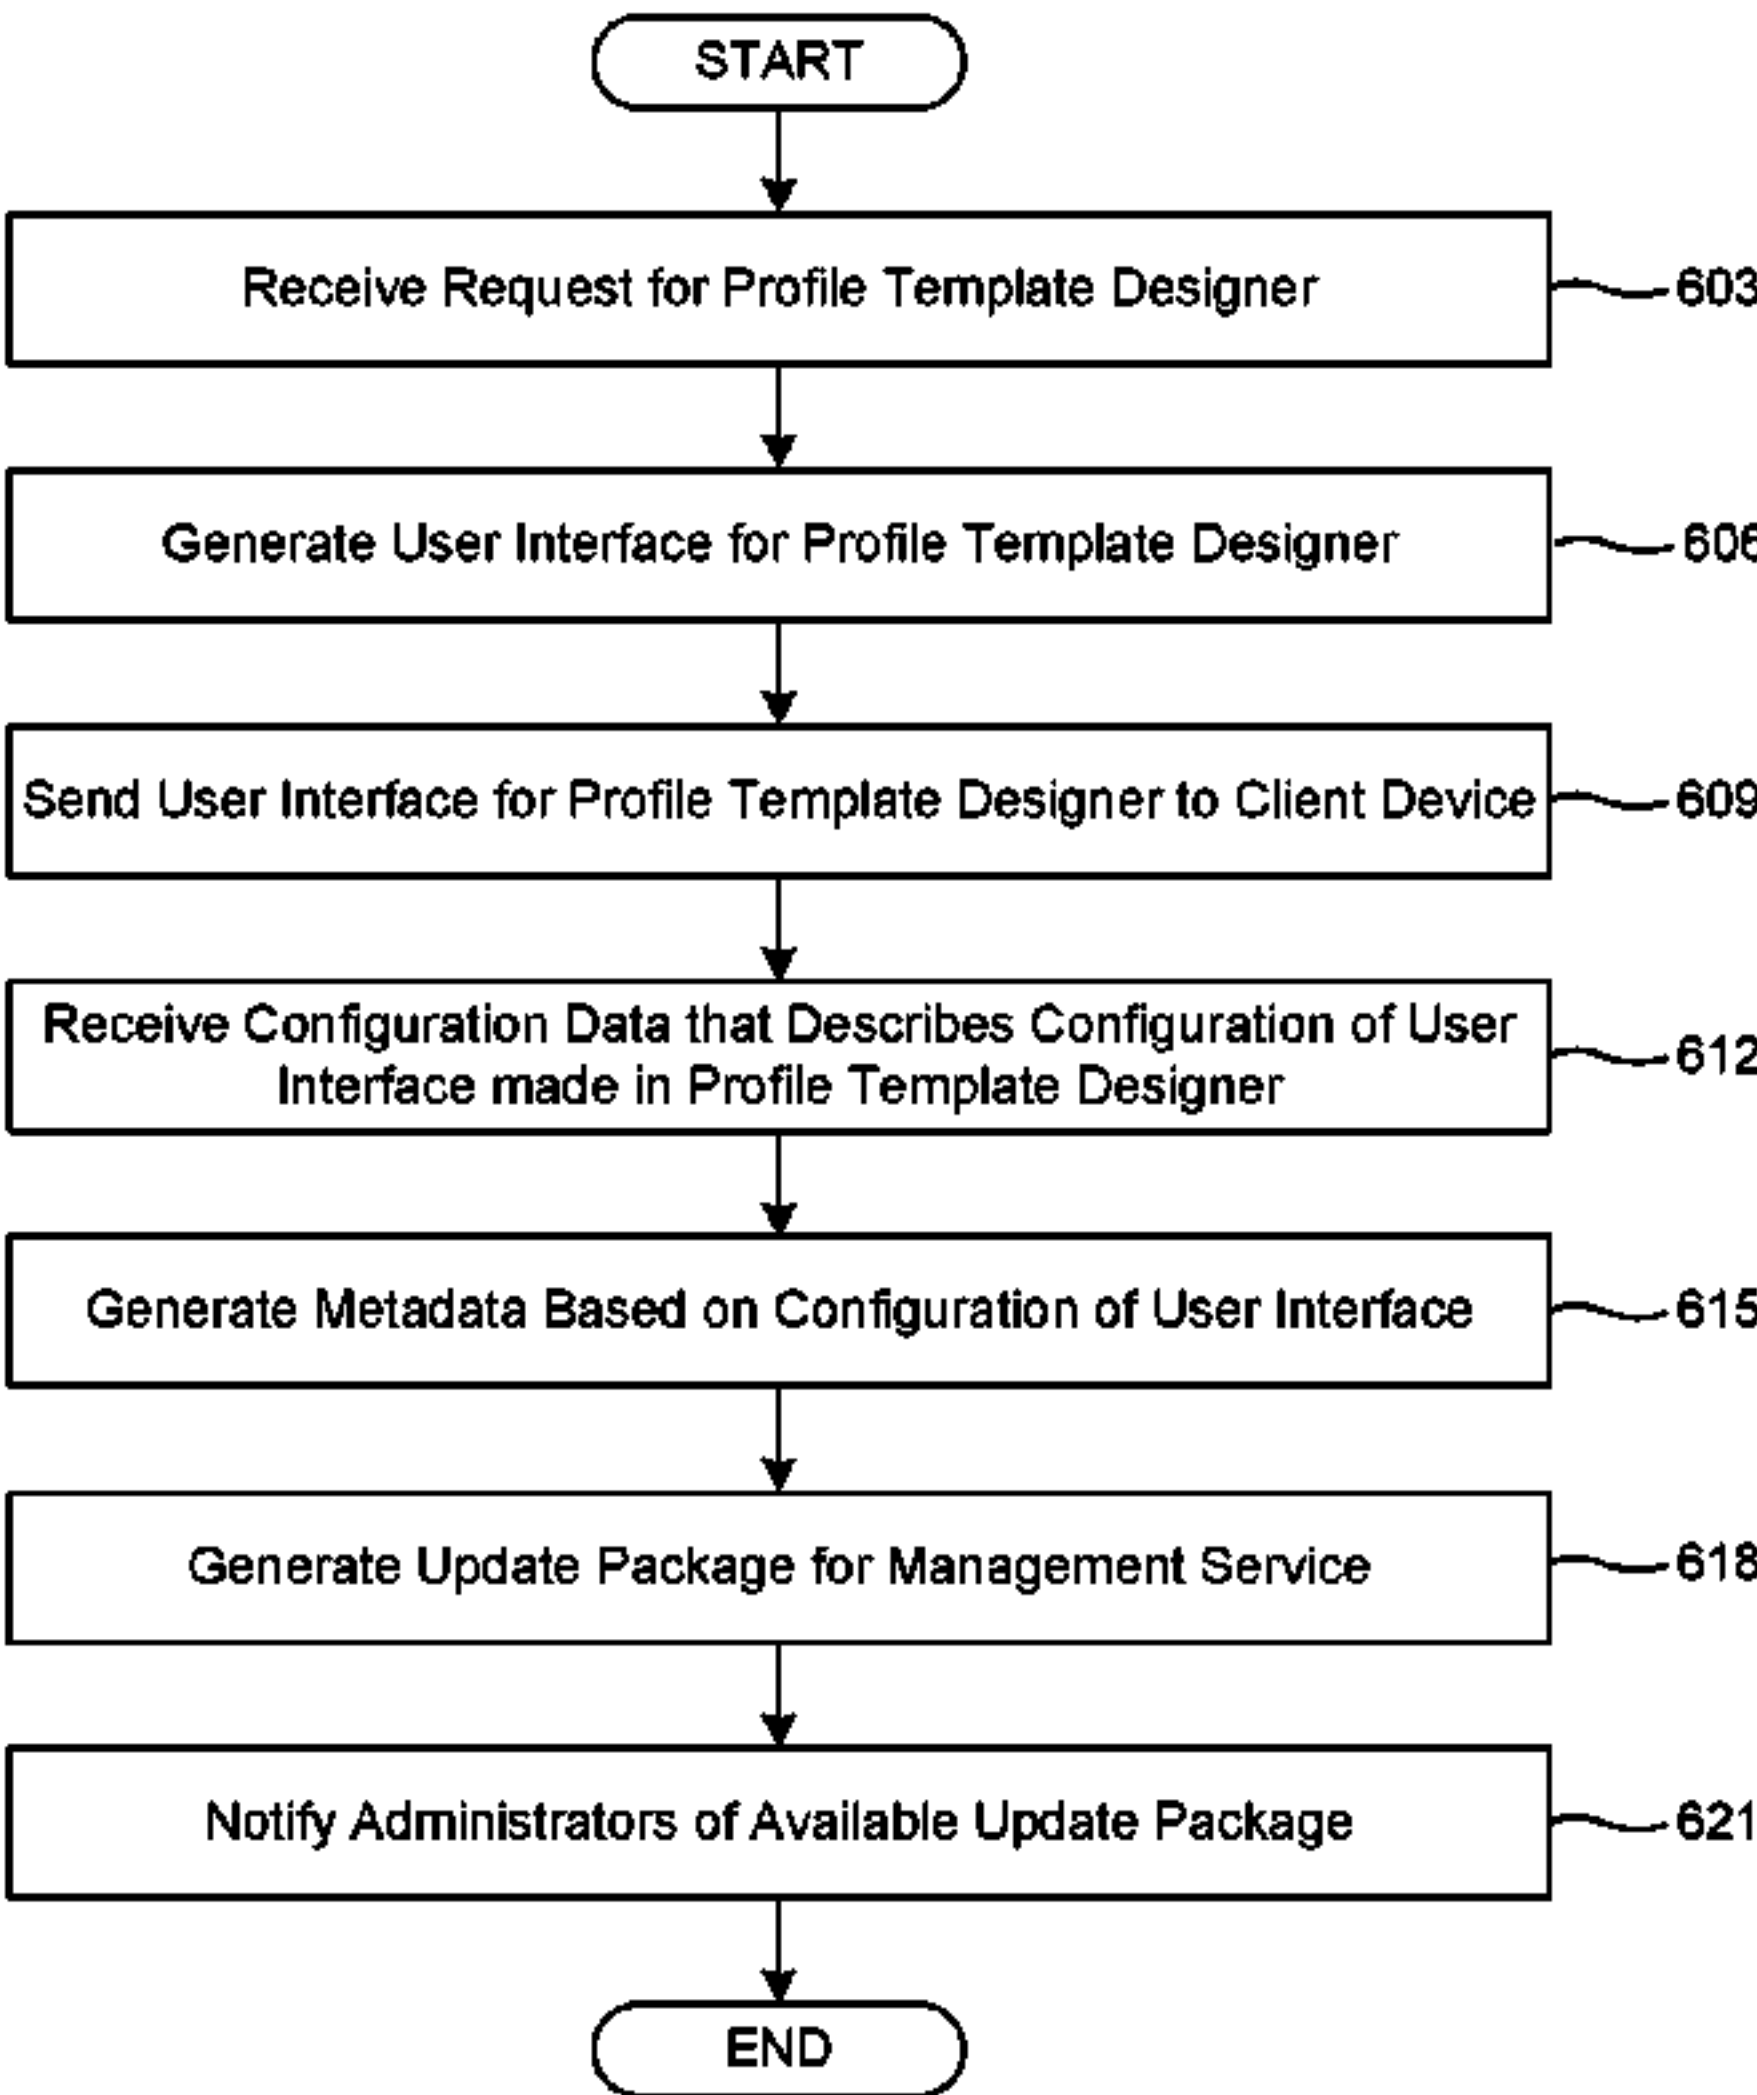 START
Receive Request for Profile Template Designer
603
Generate User Interface for Profile Template Designer
606
Send User Interface for Profile Template Designer to Client Device
609
Receive Configuration Data that Describes Configuration of User
Interface made in Profile Template Designer
612
Generate Metadata Based on Configuration of User Interface
615
Generate Update Package for Management Service
618
Notify Administrators of Available Update Package
621
END